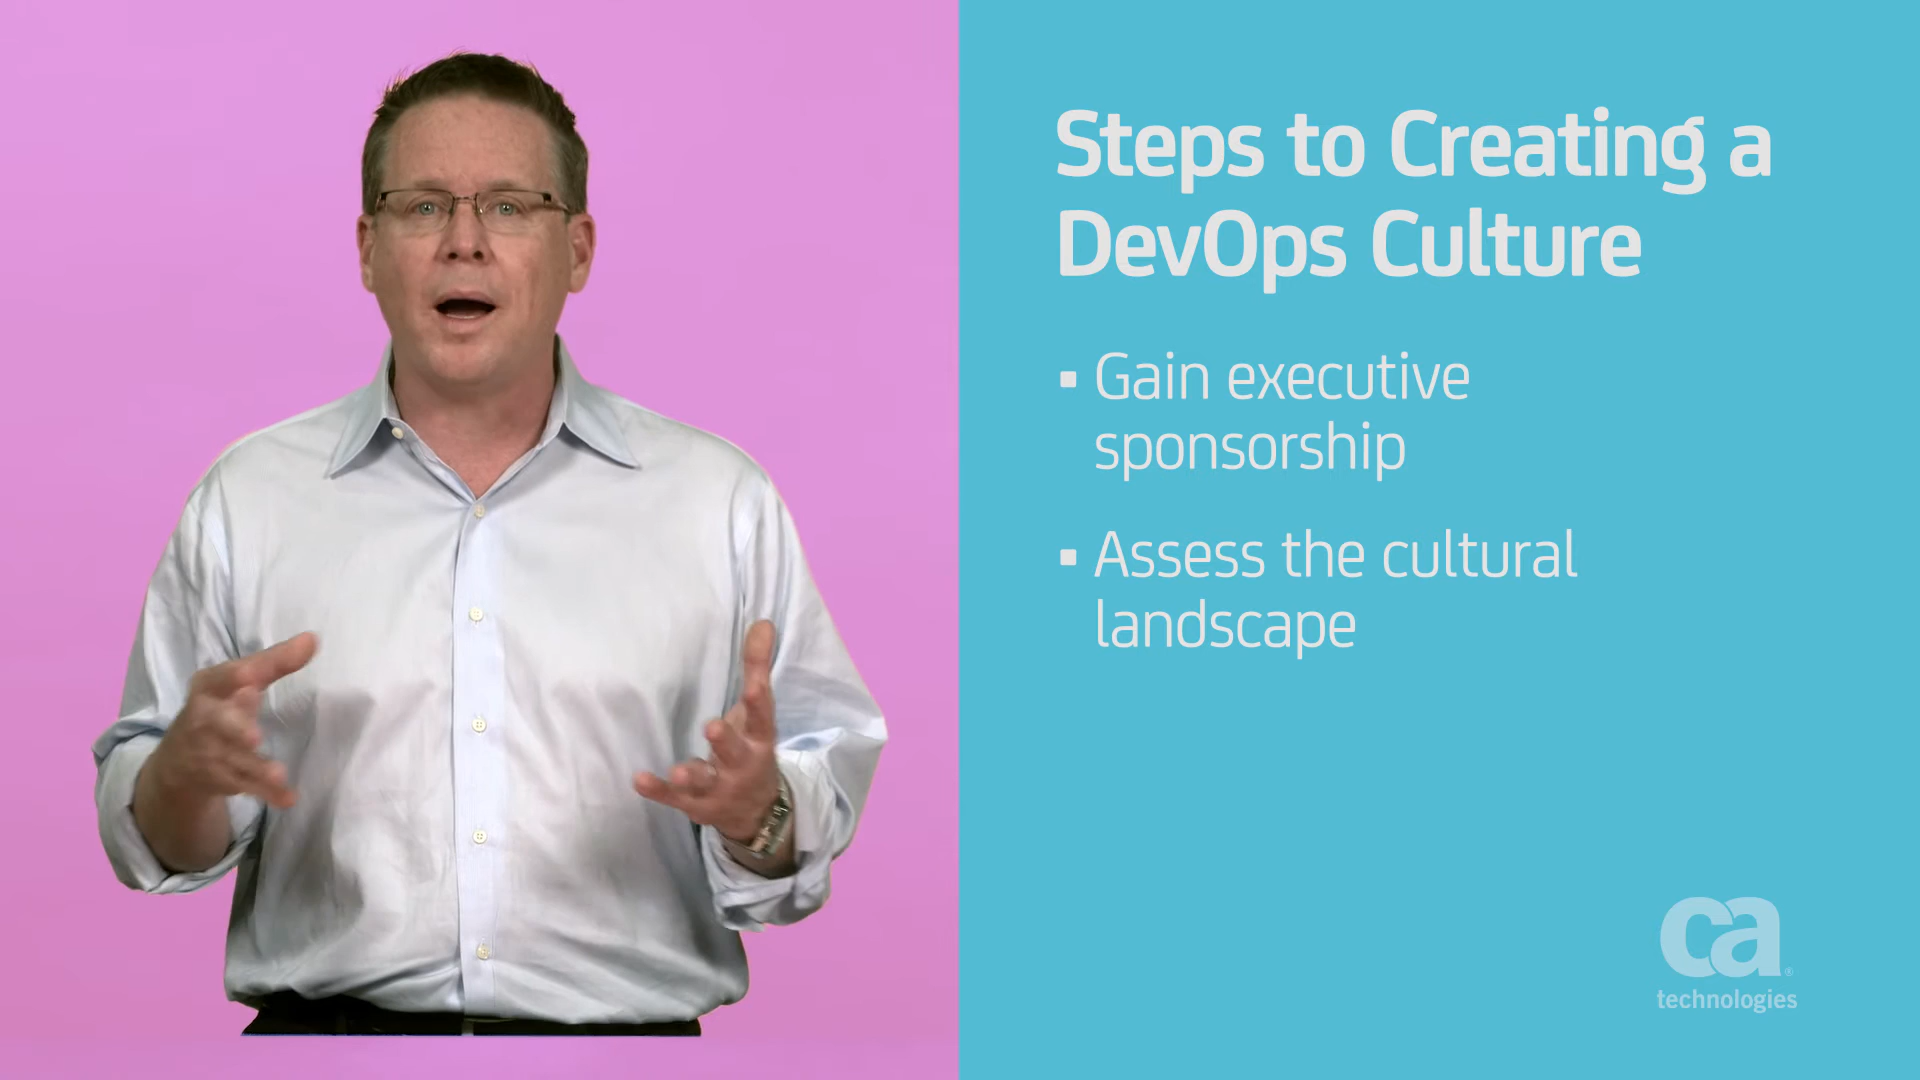 Steps to Creating a
DevOps Culture
▪ Gain executive
sponsorship
▪ Assess the cultural
landscape
ca®
technologies